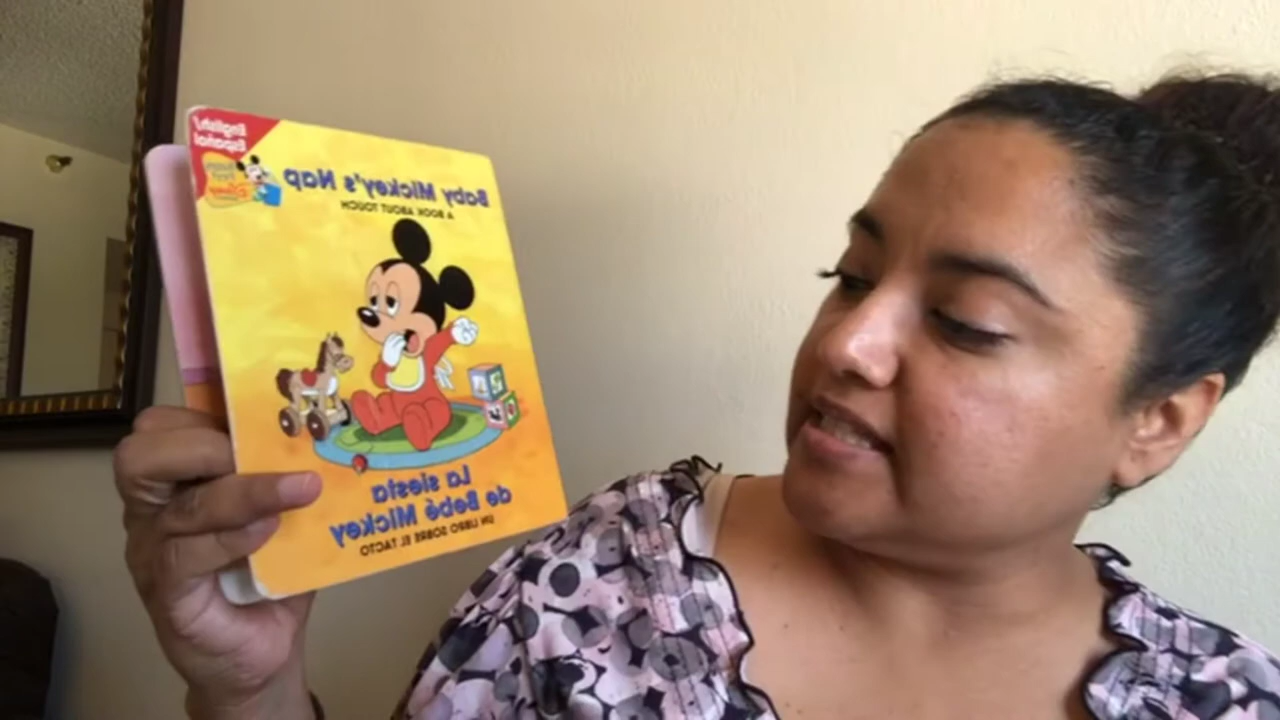 English/
Español
Baby Mickey's Nap
A BOOK ABOUT TOUCH
La siesta
de Bebé Mickey
UN LIBRO SOBRE EL TACTO